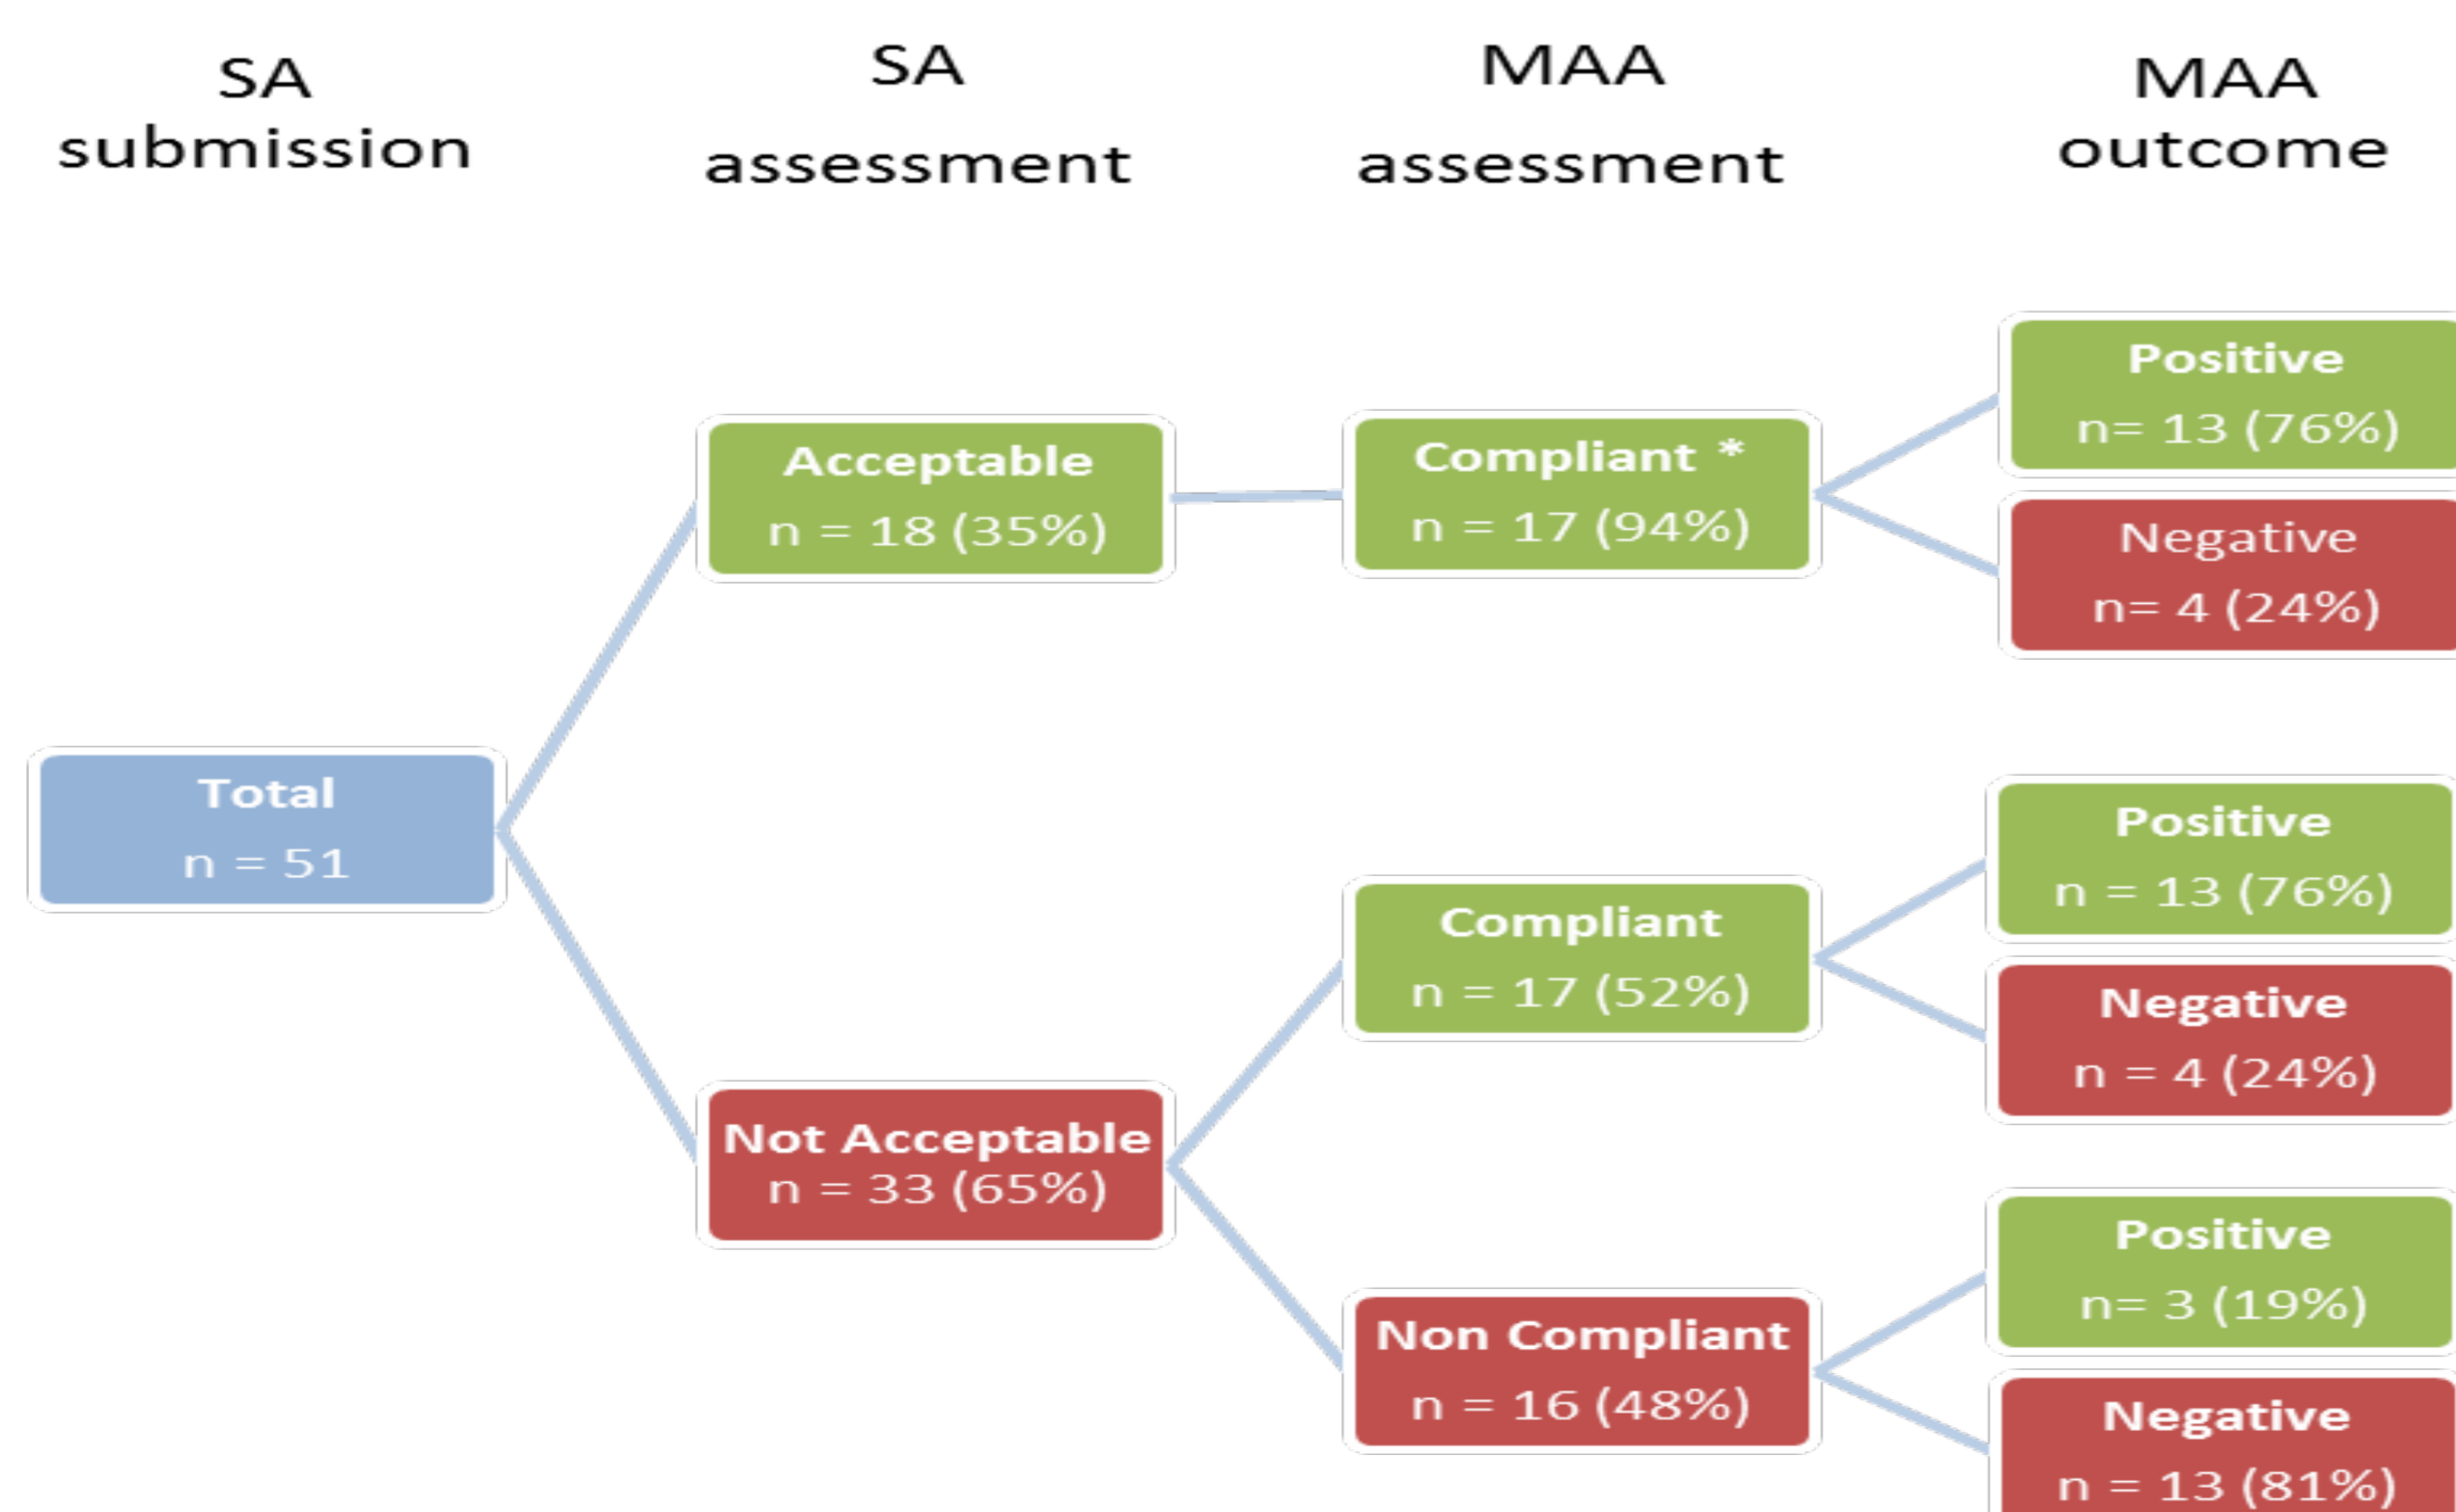 SA
submission
SA
assessment
MAA
assessment
MAA
outcome
Total
n = 51
Acceptable
n = 18 (35%)
Not Acceptable
n = 33 (65%)
Compliant *
n = 17 (94%)
Compliant
n = 17 (52%)
Non Compliant
n = 16 (48%)
Positive
n= 13 (76%)
Negative
n= 4 (24%)
Positive
n = 13 (76%)
Negative
n = 4 (24%)
Positive
n= 3 (19%)
Negative
n = 13 (81%)